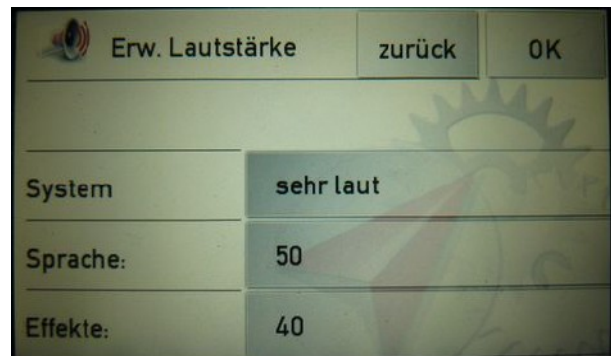 Erw. Lautstärke zurück OK
System sehr laut
Sprache: 50
Effekte: 40